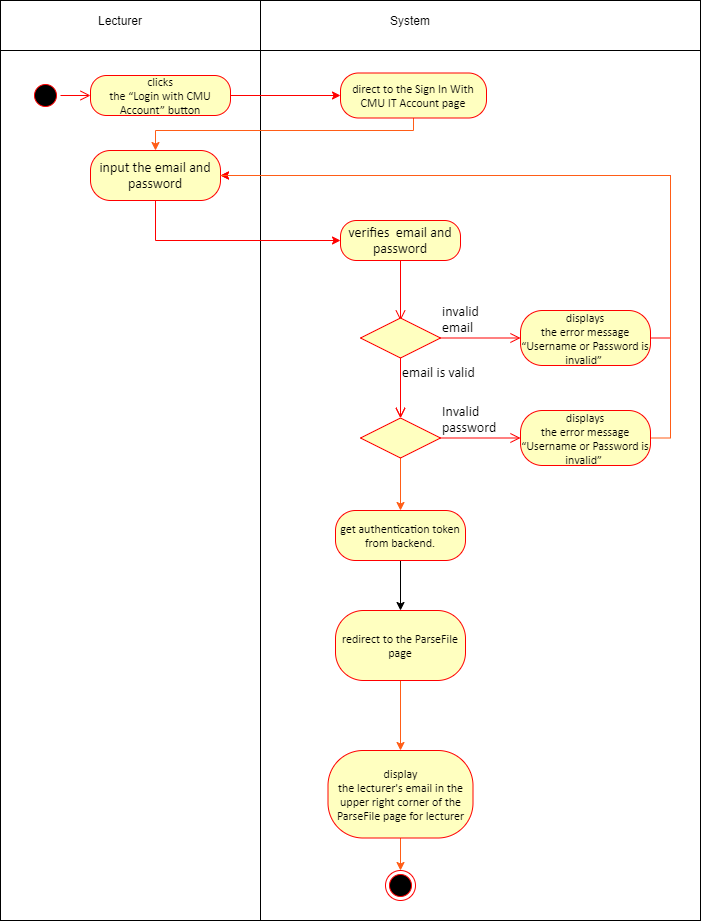 Lecturer
System
clicks
the “Login with CMU
Account” button
direct to the Sign In With
CMU IT Account page
input the email and
password
verifies email and
password
invalid
email
displays
the error message
“Username or Password is
invalid”
email is valid
Invalid
password
displays
the error message
“Username or Password is
invalid”
get authentication token
from backend.
redirect to the ParseFile
page
display
the lecturer's email in the
upper right corner of the
ParseFile page for lecturer